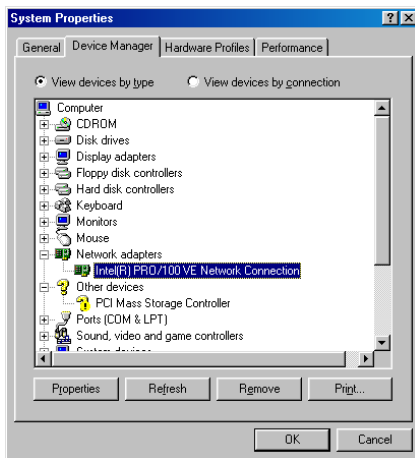 System Properties
General Device Manager Hardware Profiles Performance
View devices by type View devices by connection
Computer
CDROM
Disk drives
Display adapters
Floppy disk controllers
Hard disk controllers
Keyboard
Monitors
Mouse
Network adapters
Intel(R) PRO/100 VE Network Connection
Other devices
PCI Mass Storage Controller
Ports (COM & LPT)
Sound, video and game controllers
System devices
Properties Refresh Remove Print...
OK Cancel